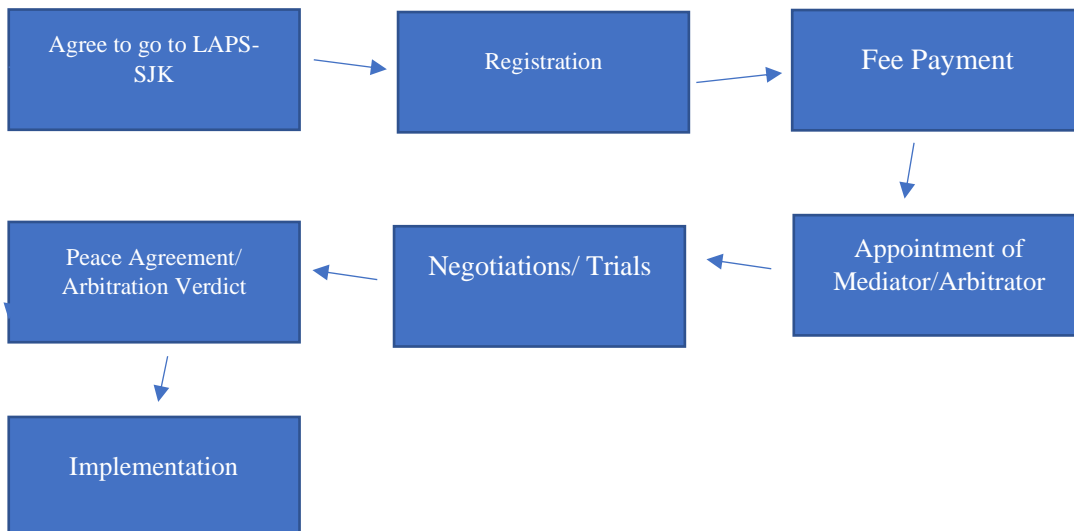 Agree to go to LAPS-
SJK
Registration
Fee Payment
Appointment of
Mediator/Arbitrator
Negotiations/ Trials
Peace Agreement/
Arbitration Verdict
Implementation